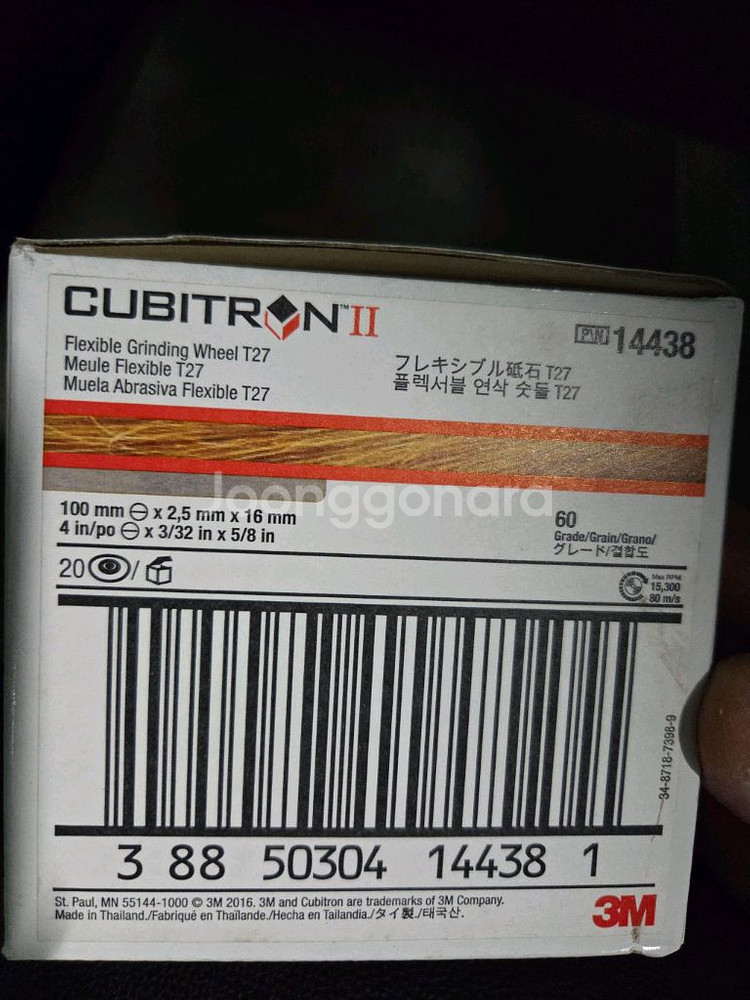 CUBITRON™ II
P/N 14438
Flexible Grinding Wheel T27
Meule Flexible T27
Muela Abrasiva Flexible T27
フレキシブル砥石 T27
플렉서블 연삭 숫돌 T27
joonggonara
100 mm ⊖ x 2,5 mm x 16 mm
4 in/po ⊖ x 3/32 in x 5/8 in
60
Grade/Grain/Grano/
グレード/결합도
20 /
Max RPM
15,300
80 m/s
34-8718-7398-9
3 88 50304 14438 1
St. Paul, MN 55144-1000 © 3M 2016. 3M and Cubitron are trademarks of 3M Company.
Made in Thailand./Fabriqué en Thaïlande./Hecha en Tailandia./タイ製./태국산.
3M